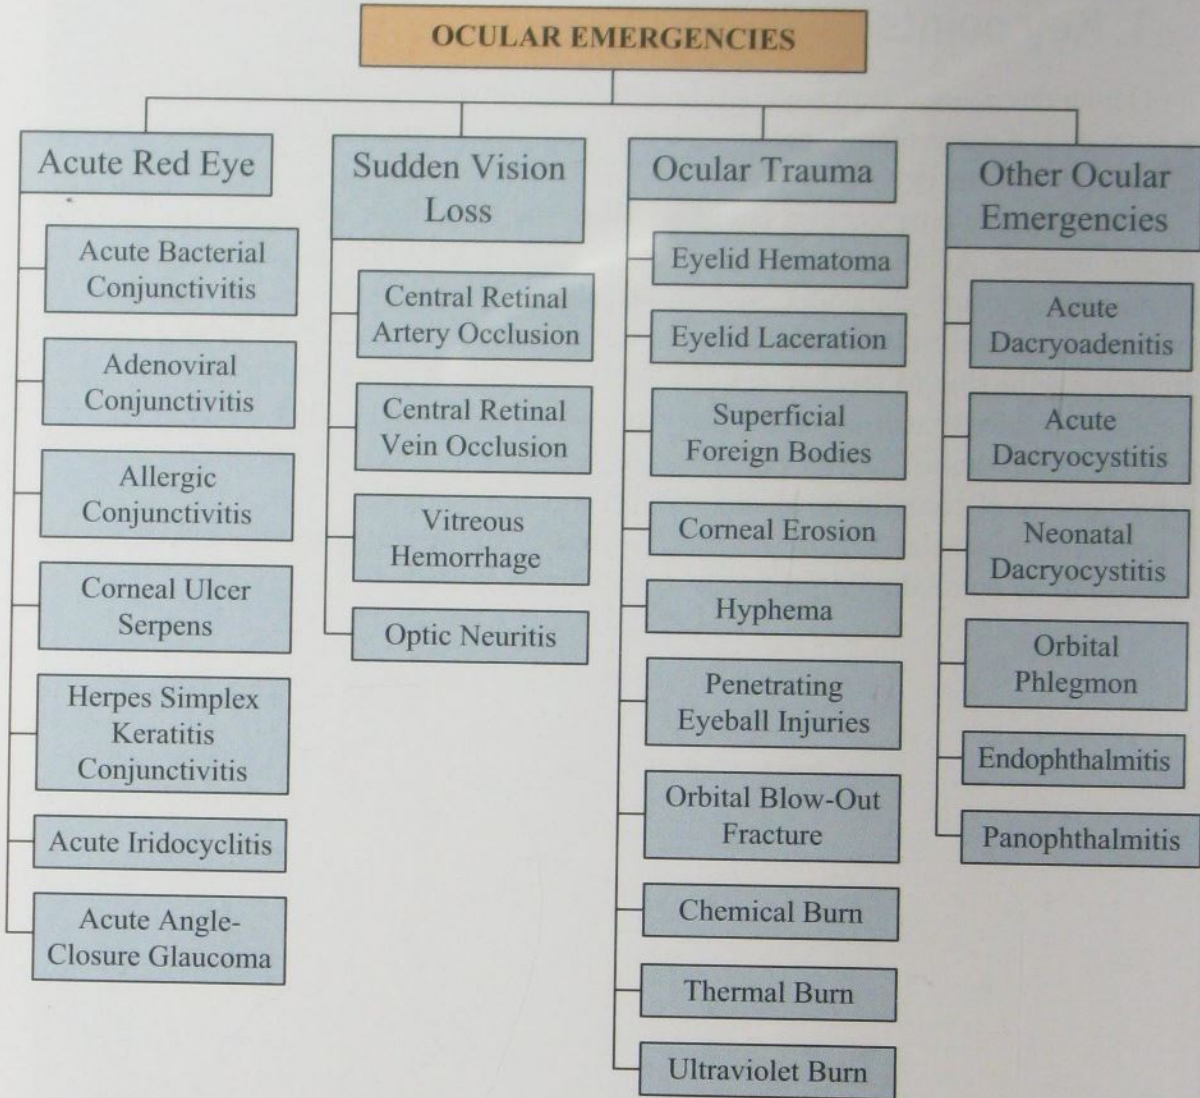 OCULAR EMERGENCIES
Acute Red Eye
Acute Bacterial
Conjunctivitis
Adenoviral
Conjunctivitis
Allergic
Conjunctivitis
Corneal Ulcer
Serpens
Herpes Simplex
Keratitis
Conjunctivitis
Acute Iridocyclitis
Acute Angle-
Closure Glaucoma
Sudden Vision
Loss
Central Retinal
Artery Occlusion
Central Retinal
Vein Occlusion
Vitreous
Hemorrhage
Optic Neuritis
Ocular Trauma
Eyelid Hematoma
Eyelid Laceration
Superficial
Foreign Bodies
Corneal Erosion
Hyphema
Penetrating
Eyeball Injuries
Orbital Blow-Out
Fracture
Chemical Burn
Thermal Burn
Ultraviolet Burn
Other Ocular
Emergencies
Acute
Dacryoadenitis
Acute
Dacryocystitis
Neonatal
Dacryocystitis
Orbital
Phlegmon
Endophthalmitis
Panophthalmitis